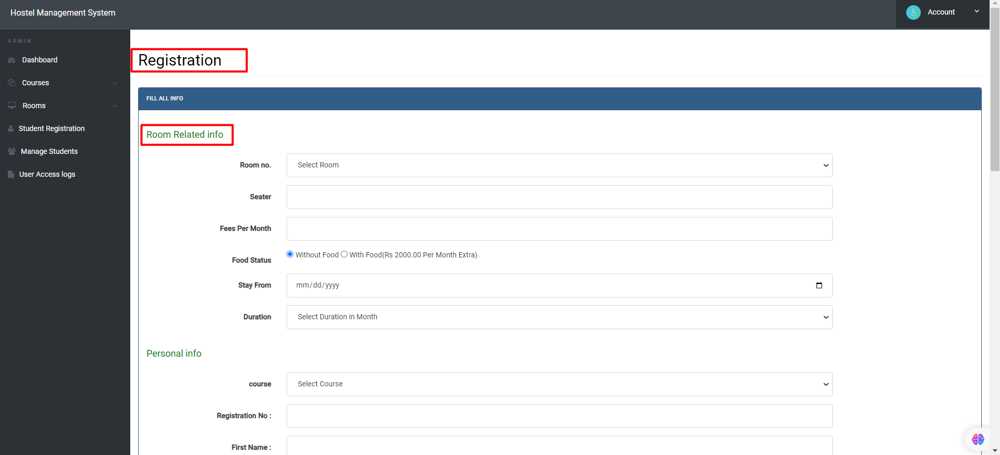 Hostel Management System
Account
ADMIN
Dashboard
Courses
Rooms
Student Registration
Manage Students
User Access logs
Registration
FILL ALL INFO
Room Related info
Room no.
Select Room
Seater
Fees Per Month
Food Status
Without Food With Food(Rs 2000.00 Per Month Extra)
Stay From
mm/dd/yyyy
Duration
Select Duration in Month
Personal info
course
Select Course
Registration No :
First Name :